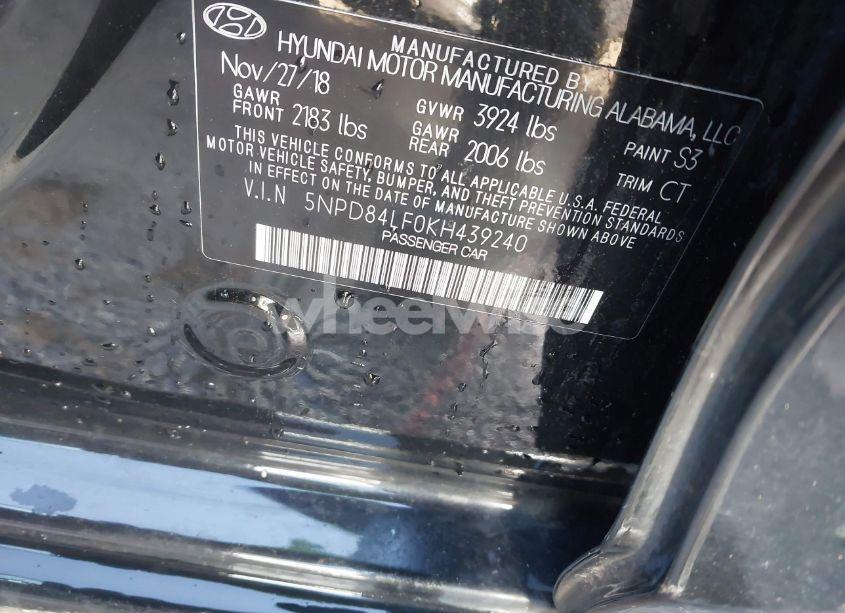 MANUFACTURED BY
HYUNDAI MOTOR MANUFACTURING ALABAMA, LLC
Nov/27/18 GVWR 3924 lbs
GAWR FRONT 2183 lbs GAWR REAR 2006 lbs PAINT S3
THIS VEHICLE CONFORMS TO ALL APPLICABLE U.S.A. FEDERAL
MOTOR VEHICLE SAFETY, BUMPER, AND THEFT PREVENTION STANDARDS
IN EFFECT ON THE DATE OF MANUFACTURE SHOWN ABOVE
TRIM CT
V.I.N 5NPD84LF0KH439240
PASSENGER CAR
wheelwise